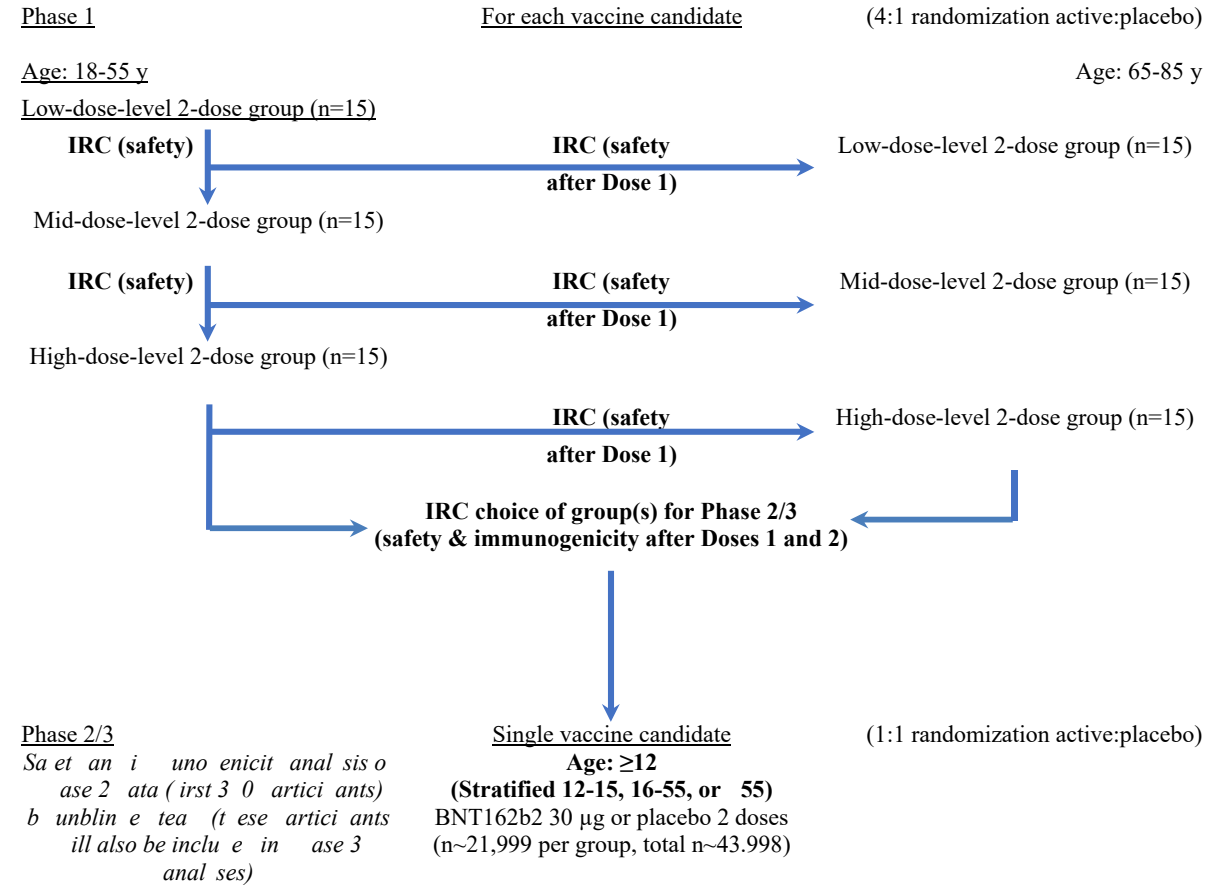 Phase 1 For each vaccine candidate (4:1 randomization active:placebo)
Age: 18-55 y Age: 65-85 y
Low-dose-level 2-dose group (n=15)
IRC (safety) IRC (safety Low-dose-level 2-dose group (n=15)
after Dose 1)
Mid-dose-level 2-dose group (n=15)
IRC (safety) IRC (safety Mid-dose-level 2-dose group (n=15)
after Dose 1)
High-dose-level 2-dose group (n=15)
IRC (safety High-dose-level 2-dose group (n=15)
after Dose 1)
IRC choice of group(s) for Phase 2/3
(safety & immunogenicity after Doses 1 and 2)
Phase 2/3 Single vaccine candidate (1:1 randomization active:placebo)
Age: ≥12
(Stratified 12-15, 16-55, or 55)
BNT162b2 30 µg or placebo 2 doses
(n~21,999 per group, total n~43.998)
also be in 3